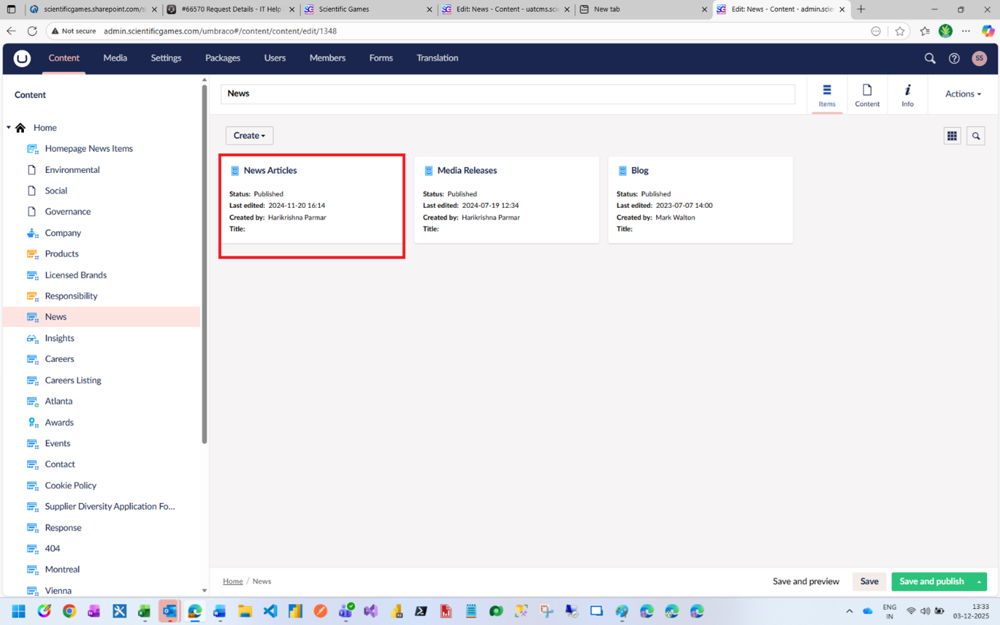 scientificgames.sharepoint.com/si
#66570 Request Details - IT Help
Scientific Games
Edit: News - Content - uatcms.scie
New tab
Edit: News - Content - admin.scie
Not secure
admin.scientificgames.com/umbraco#/content/content/edit/1348
Content
Media
Settings
Packages
Users
Members
Forms
Translation
SS
Content
News
Items
Content
Info
Actions
Home
Homepage News Items
Environmental
Social
Governance
Company
Products
Licensed Brands
Responsibility
News
Insights
Careers
Careers Listing
Atlanta
Awards
Events
Contact
Cookie Policy
Supplier Diversity Application Fo...
Response
404
Montreal
Vienna
Create
News Articles
Status: Published
Last edited: 2024-11-20 16:14
Created by: Harikrishna Parmar
Title:
Media Releases
Status: Published
Last edited: 2024-07-19 12:34
Created by: Harikrishna Parmar
Title:
Blog
Status: Published
Last edited: 2023-07-07 14:00
Created by: Mark Walton
Title:
Home / News
Save and preview
Save
Save and publish
ENG
IN
13:33
03-12-2025